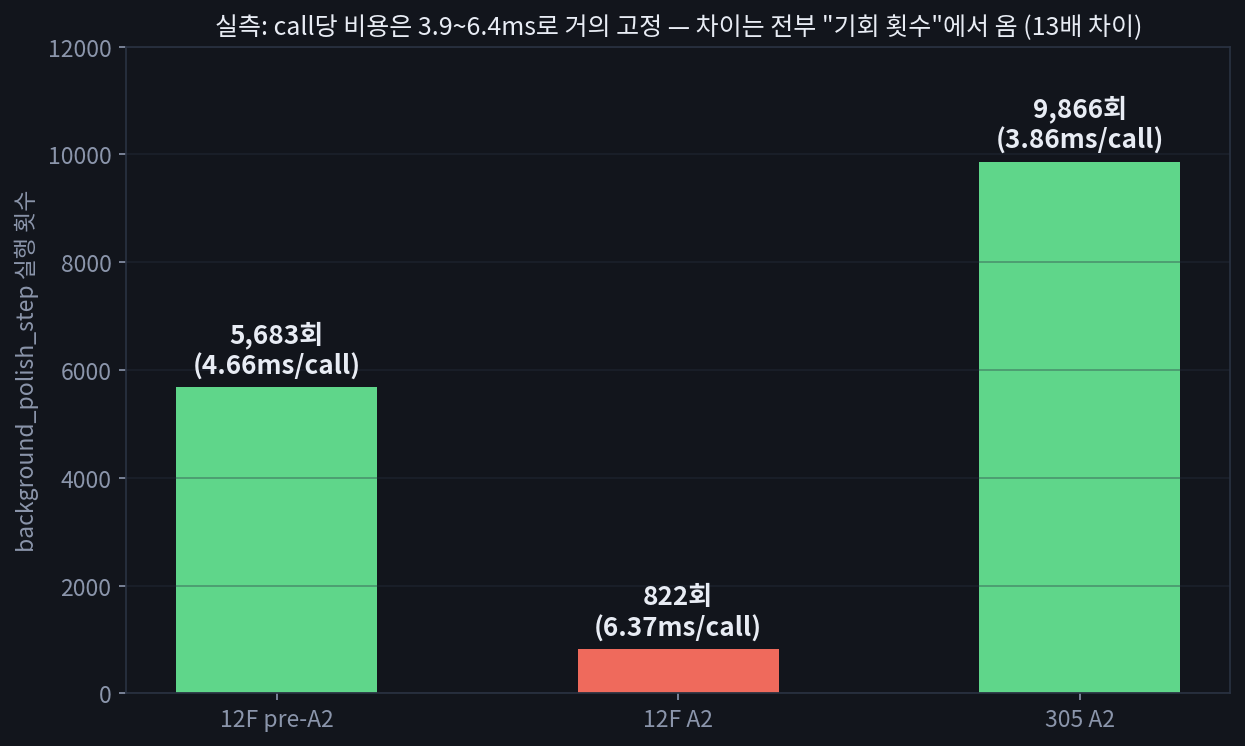 실측: call당 비용은 3.9~6.4ms로 거의 고정 — 차이는 전부 "기회 횟수"에서 옴 (13배 차이)
background_polish_step 실행 횟수
12000
10000
8000
6000
4000
2000
0
5,683회
(4.66ms/call)
822회
(6.37ms/call)
9,866회
(3.86ms/call)
12F pre-A2
12F A2
305 A2